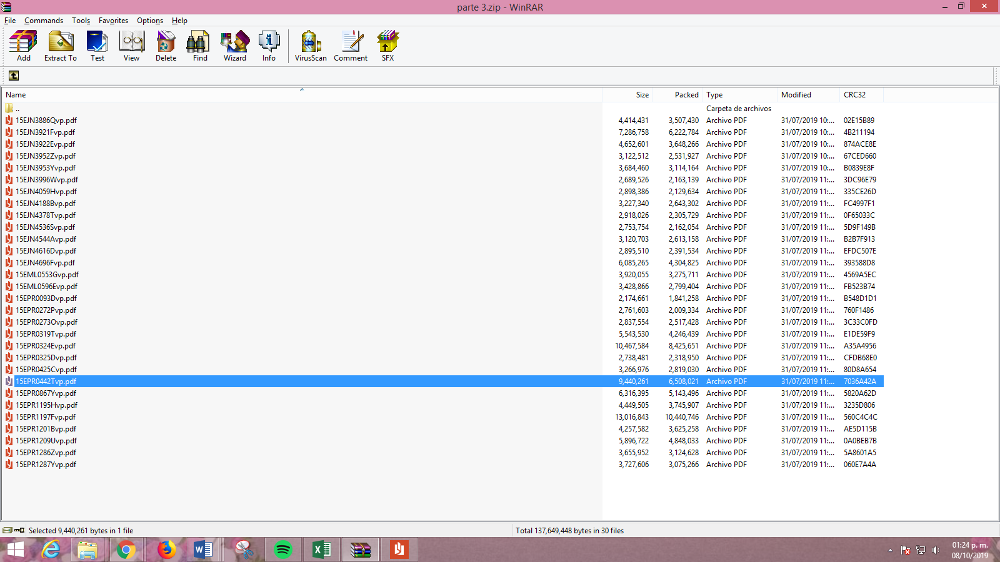 parte 3.zip - WinRAR
File Commands Tools Favorites Options Help
Add Extract To Test View Delete Find Wizard Info VirusScan Comment SFX
Name Size Packed Type Modified CRC32
.. Carpeta de archivos
15EJN3886Qvp.pdf 4,414,431 3,507,430 Archivo PDF 31/07/2019 10:... 02E15B89
15EJN3921Fvp.pdf 7,286,758 6,222,784 Archivo PDF 31/07/2019 10:... 4B211194
15EJN3922Evp.pdf 4,652,601 3,648,266 Archivo PDF 31/07/2019 10:... 874ACE8E
15EJN3952Zvp.pdf 3,122,512 2,531,927 Archivo PDF 31/07/2019 10:... 67CED660
15EJN3953Yvp.pdf 3,684,460 3,114,164 Archivo PDF 31/07/2019 10:... B0839E8F
15EJN3996Wvp.pdf 2,689,526 2,163,139 Archivo PDF 31/07/2019 11:... 3DC96E79
15EJN4059Hvp.pdf 2,898,386 2,129,634 Archivo PDF 31/07/2019 11:... 335CE26D
15EJN4188Bvp.pdf 3,227,340 2,643,302 Archivo PDF 31/07/2019 11:... FC4997F1
15EJN4378Tvp.pdf 2,918,026 2,305,729 Archivo PDF 31/07/2019 11:... 0F65033C
15EJN4536Svp.pdf 2,753,754 2,162,054 Archivo PDF 31/07/2019 11:... 5D9F149B
15EJN4544Avp.pdf 3,120,703 2,613,158 Archivo PDF 31/07/2019 11:... B2B7F913
15EJN4616Dvp.pdf 2,895,510 2,391,534 Archivo PDF 31/07/2019 11:... EFDC507E
15EJN4696Fvp.pdf 6,085,265 4,304,825 Archivo PDF 31/07/2019 11:... 393588D8
15EML0553Gvp.pdf 3,920,055 3,275,711 Archivo PDF 31/07/2019 11:... 4569A5EC
15EML0596Evp.pdf 3,428,866 2,799,404 Archivo PDF 31/07/2019 11:... FB523B74
15EPR0093Dvp.pdf 2,174,661 1,841,258 Archivo PDF 31/07/2019 11:... B548D1D1
15EPR0272Pvp.pdf 2,761,603 2,009,334 Archivo PDF 31/07/2019 11:... 760F1486
15EPR0273Ovp.pdf 2,837,554 2,517,428 Archivo PDF 31/07/2019 11:... 3C33C0FD
15EPR0319Tvp.pdf 5,543,530 4,246,439 Archivo PDF 31/07/2019 11:... E1DE59F9
15EPR0324Evp.pdf 10,467,584 8,425,651 Archivo PDF 31/07/2019 11:... A35A4956
15EPR0325Dvp.pdf 2,738,481 2,318,950 Archivo PDF 31/07/2019 11:... CFDB68E0
15EPR0425Cvp.pdf 3,266,976 2,819,030 Archivo PDF 31/07/2019 11:... 80D8A654
15EPR0442Tvp.pdf 9,440,261 6,508,021 Archivo PDF 31/07/2019 11:... 7036A42A
15EPR0867Yvp.pdf 6,316,395 5,143,496 Archivo PDF 31/07/2019 11:... 5820A62D
15EPR1195Hvp.pdf 4,449,505 3,745,907 Archivo PDF 31/07/2019 11:... 3235D806
15EPR1197Fvp.pdf 13,016,843 10,440,746 Archivo PDF 31/07/2019 11:... 560C4C4C
15EPR1201Bvp.pdf 4,257,582 3,625,258 Archivo PDF 31/07/2019 11:... AE5D115B
15EPR1209Uvp.pdf 5,896,722 4,848,033 Archivo PDF 31/07/2019 11:... 0A0BEB7B
15EPR1286Zvp.pdf 3,655,952 3,124,628 Archivo PDF 31/07/2019 11:... 5A8601A5
15EPR1287Yvp.pdf 3,727,606 3,075,266 Archivo PDF 31/07/2019 11:... 060E7A4A
Selected 9,440,261 bytes in 1 file Total 137,649,448 bytes in 30 files
01:24 p. m.
08/10/2019